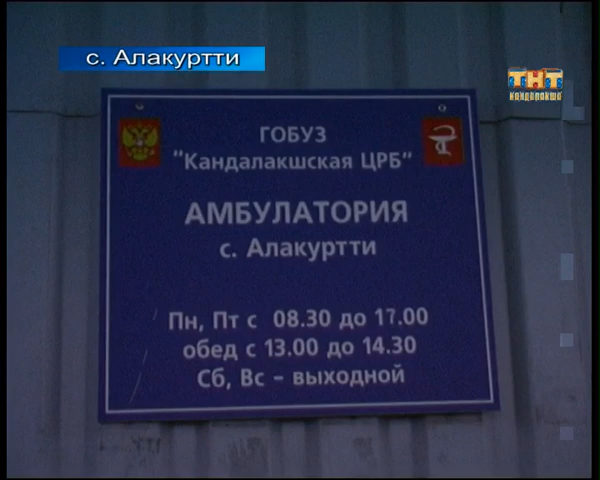 с. Алакуртти
ТНТ
КАНДАЛАКША
ГОБУЗ
"Кандалакшская ЦРБ"
АМБУЛАТОРИЯ
с. Алакуртти
Пн, Пт с 08.30 до 17.00
обед с 13.00 до 14.30
Сб, Вс – выходной